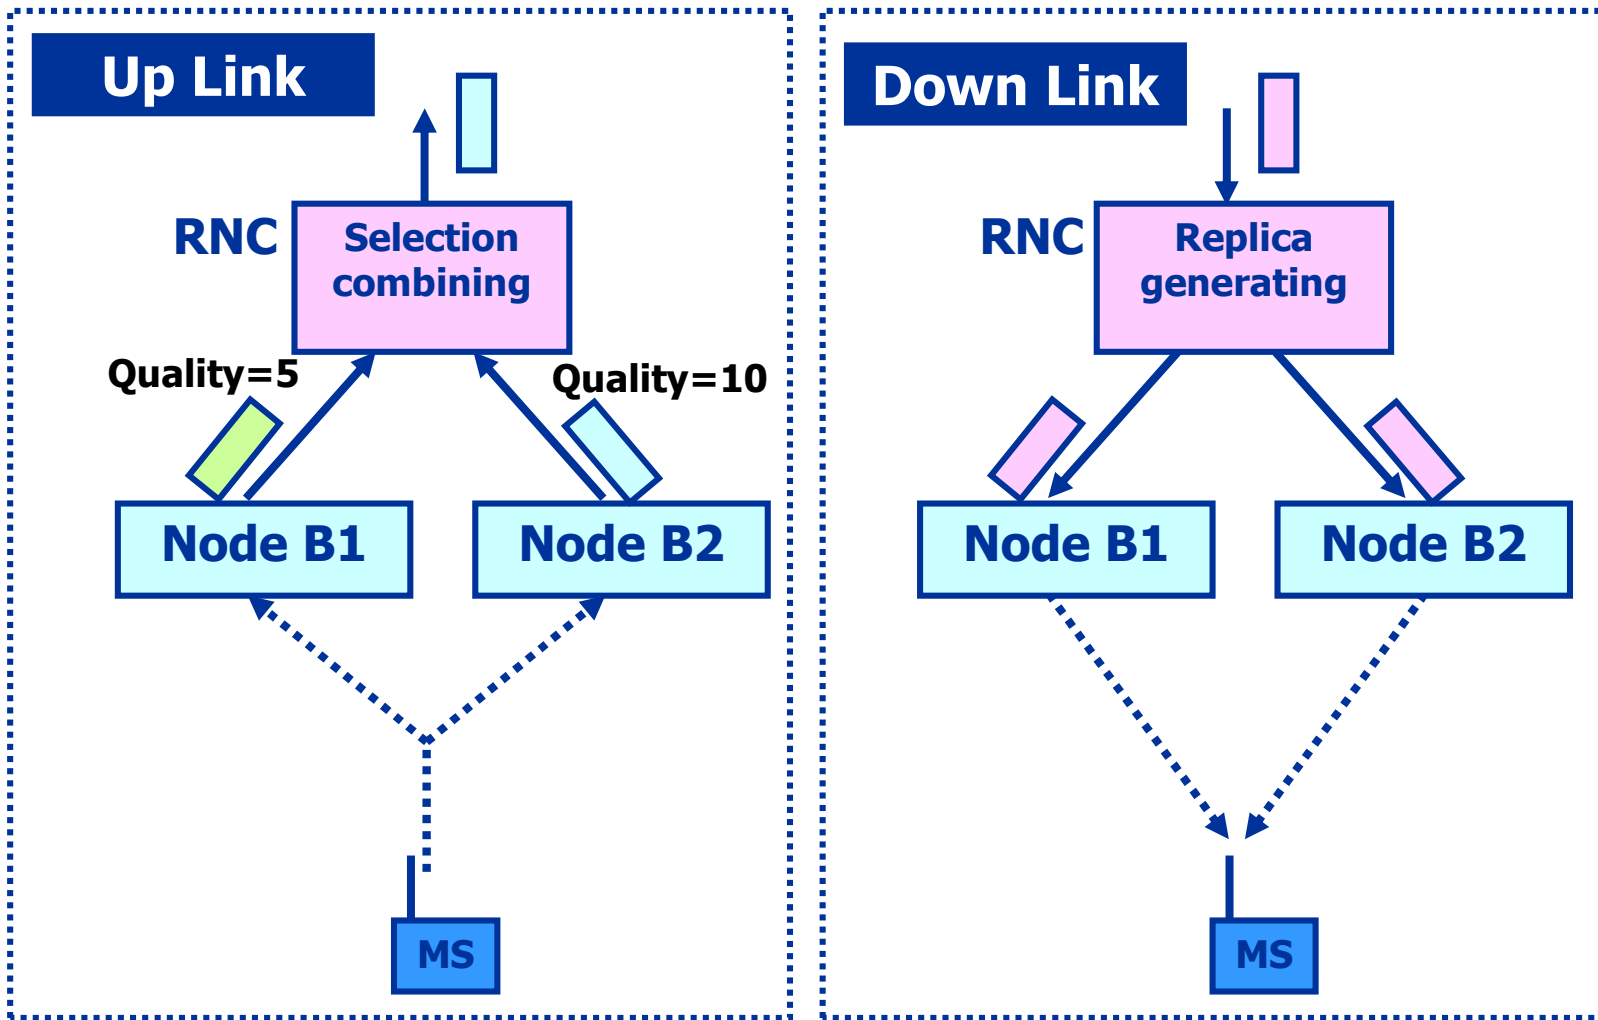 Up Link
RNC
Selection
combining
Quality=5
Quality=10
Node B1
Node B2
MS
Down Link
RNC
Replica
generating
Node B1
Node B2
MS